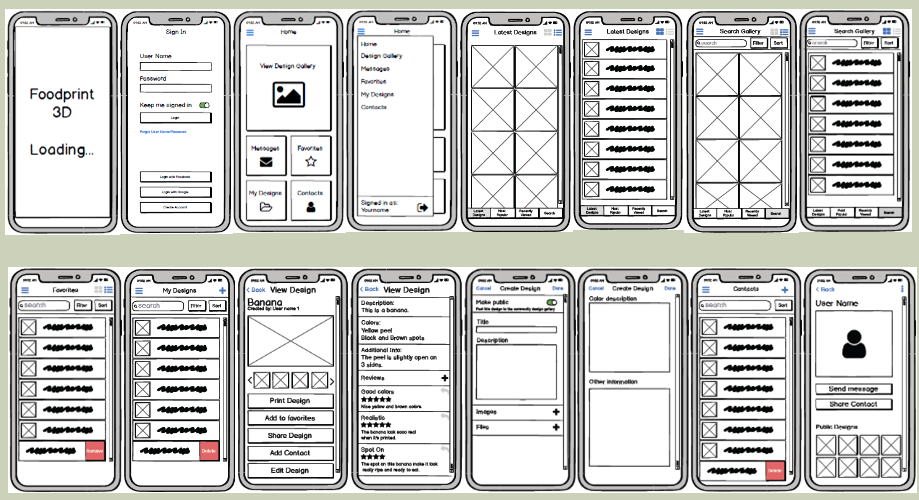 Foodprint
3D
Loading...
Sign In
User Name
Password
Keep me signed in
Login
Forgot User Name/Password
Login with Facebook
Login with Google
Create Account
Home
View Design Gallery
Messages
Favorites
My Designs
Contacts
Home
Home
Design Gallery
Messages
Favorites
My Designs
Contacts
Signed in as:
Yourname
Latest Designs
Latest Designs
Most Popular
Recently Viewed
Search
Latest Designs
Latest Designs
Most Popular
Recently Viewed
Search
Search Gallery
search
Filter
Sort
Latest Designs
Most Popular
Recently Viewed
Search
Search Gallery
search
Filter
Sort
Latest Designs
Most Popular
Recently Viewed
Search
Favorites
search
Filter
Sort
Remove
My Designs
search
Filter
Sort
Delete
< Back
View Design
Banana
Created by: User name 1
Print Design
Add to favorites
Share Design
Add Contact
Edit Design
< Back
View Design
Description:
This is a banana.
Colors:
Yellow peel
Black and Brown spots
Additional Info:
The peel is slightly open on
3 sides.
Reviews
Good colors
Nice yellow and brown colors.
Realistic
The banana look sooo real
when it's printed.
Spot On
The spot on this banana make it look
really ripe and ready to eat.
Cancel
Create Design
Done
Make public
Post this design to the community design gallery
Title
Description
Images
Files
Cancel
Create Design
Done
Color description
Other information
Contacts
search
Sort
Delete
< Back
User Name
Send message
Share Contact
Public Designs